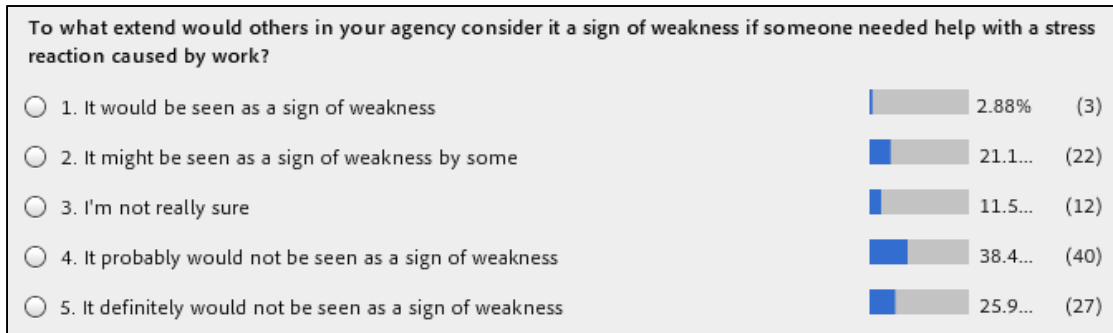 To what extend would others in your agency consider it a sign of weakness if someone needed help with a stress
reaction caused by work?
1. It would be seen as a sign of weakness 2.88% (3)
2. It might be seen as a sign of weakness by some 21.1... (22)
3. I'm not really sure 11.5... (12)
4. It probably would not be seen as a sign of weakness 38.4... (40)
5. It definitely would not be seen as a sign of weakness 25.9... (27)